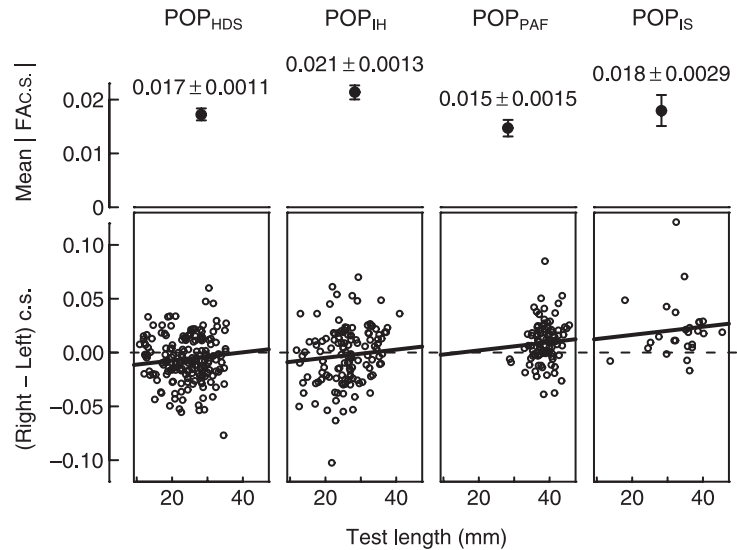 POPHDS POPIH POPPAF POPIS
0.017±0.0011 0.021±0.0013 0.015±0.0015 0.018±0.0029
Mean | FAc.s. |
0.02
0.01
0
(Right – Left) c.s.
0.10
0.05
0.00
–0.05
–0.10
20 40 20 40 20 40 20 40
Test length (mm)